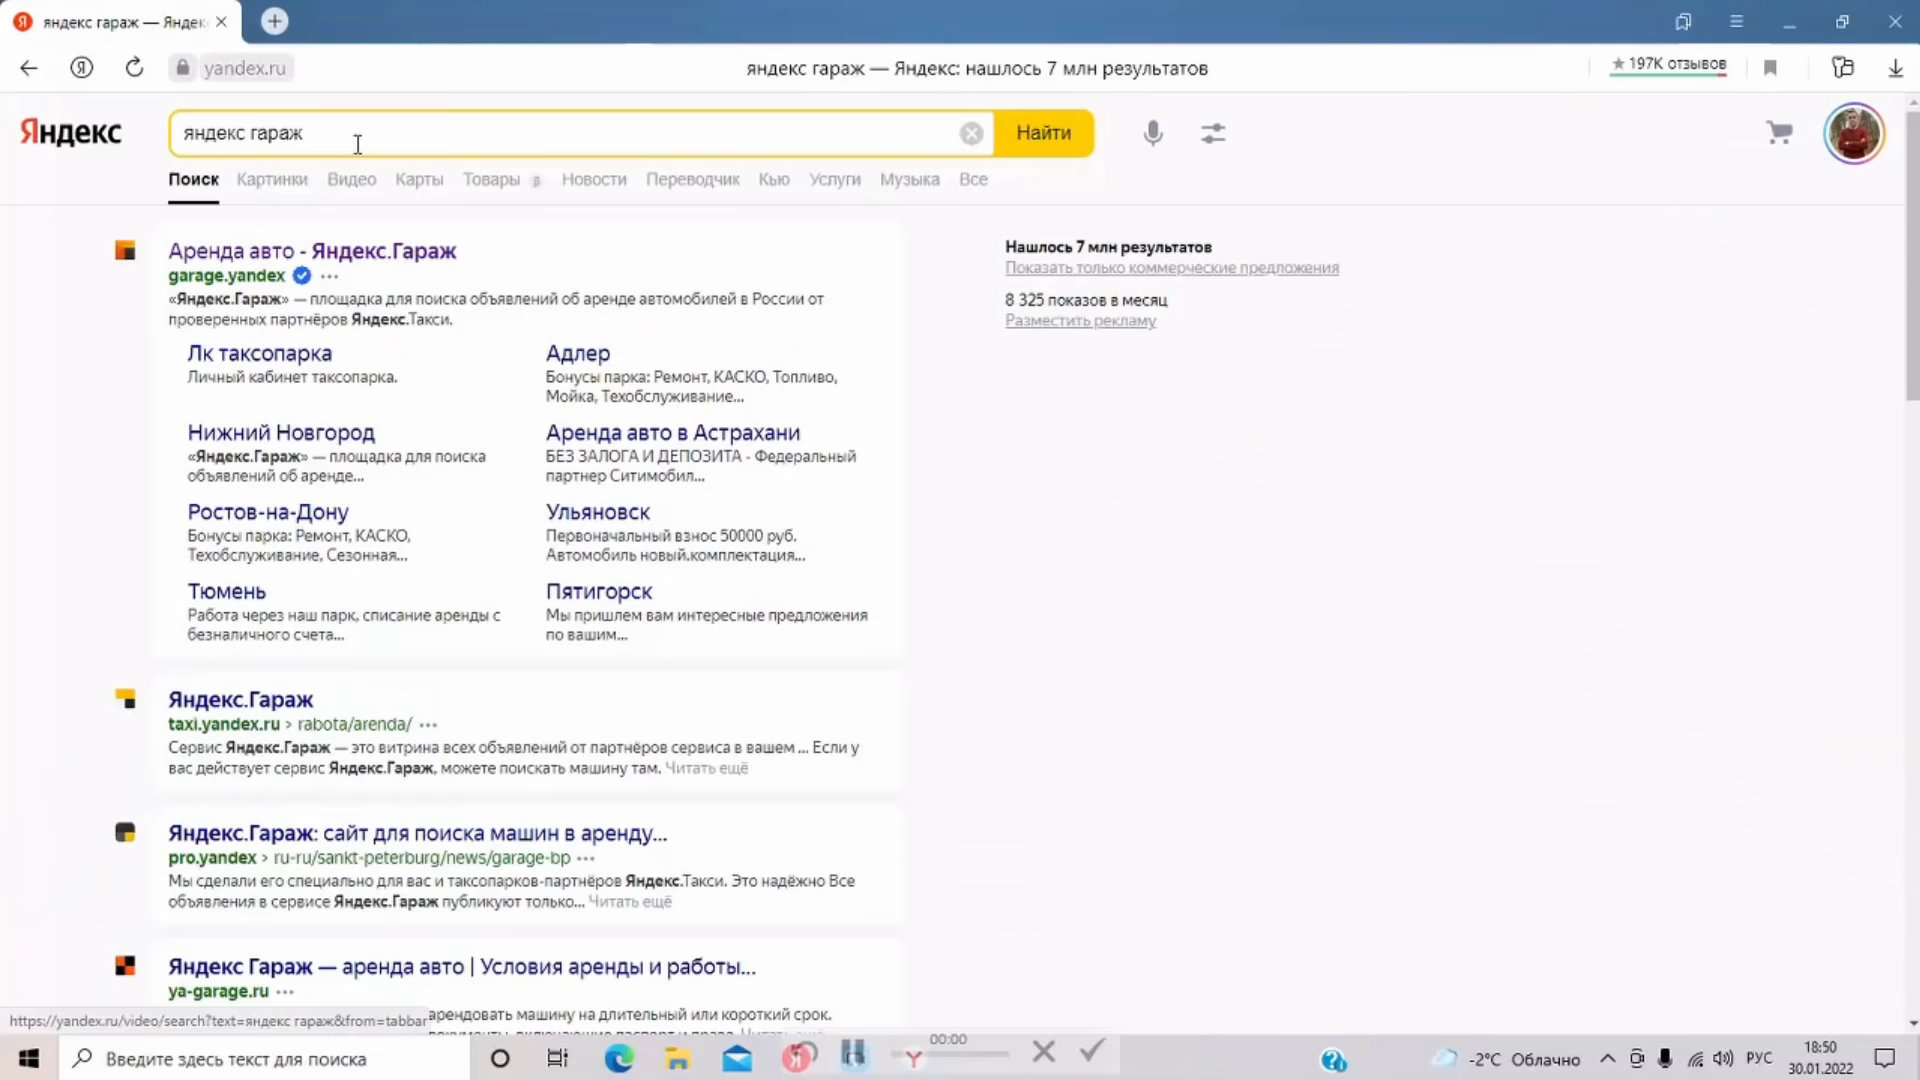 яндекс гараж — Яндек
yandex.ru
яндекс гараж — Яндекс: нашлось 7 млн результатов
197К отзывов
Яндекс
яндекс гараж
Найти
Поиск Картинки Видео Карты Товары β Новости Переводчик Кью Услуги Музыка Все
Аренда авто - Яндекс.Гараж
garage.yandex
«Яндекс.Гараж» — площадка для поиска объявлений об аренде автомобилей в России от
проверенных партнёров Яндекс.Такси.
Лк таксопарка
Личный кабинет таксопарка.
Адлер
Бонусы парка: Ремонт, КАСКО, Топливо,
Мойка, Техобслуживание...
Нижний Новгород
«Яндекс.Гараж» — площадка для поиска
объявлений об аренде...
Аренда авто в Астрахани
БЕЗ ЗАЛОГА И ДЕПОЗИТА - Федеральный
партнер Ситимобил...
Ростов-на-Дону
Бонусы парка: Ремонт, КАСКО,
Техобслуживание, Сезонная...
Ульяновск
Первоначальный взнос 50000 руб.
Автомобиль новый.комплектация...
Тюмень
Работа через наш парк, списание аренды с
безналичного счета...
Пятигорск
Мы пришлем вам интересные предложения
по вашим...
Нашлось 7 млн результатов
Показать только коммерческие предложения
8 325 показов в месяц
Разместить рекламу
Яндекс.Гараж
taxi.yandex.ru › rabota/arenda/
Сервис Яндекс.Гараж — это витрина всех объявлений от партнёров сервиса в вашем ... Если у
вас действует сервис Яндекс.Гараж, можете поискать машину там. Читать ещё
Яндекс.Гараж: сайт для поиска машин в аренду...
pro.yandex › ru-ru/sankt-peterburg/news/garage-bp
Мы сделали его специально для вас и таксопарков-партнёров Яндекс.Такси. Это надёжно Все
объявления в сервисе Яндекс.Гараж публикуют только... Читать ещё
Яндекс Гараж — аренда авто | Условия аренды и работы...
ya-garage.ru
арендовать машину на длительный или короткий срок.
https://yandex.ru/video/search?text=яндекс гараж&from=tabbar
Введите здесь текст для поиска
00:00
-2°C Облачно
РУС
18:50
30.01.2022